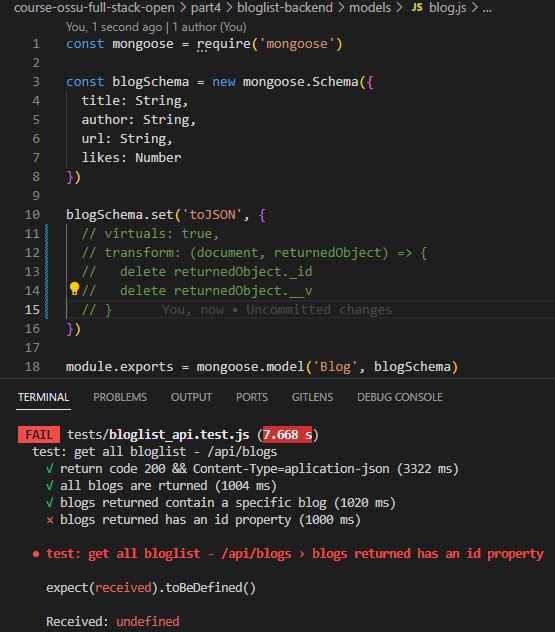 course-ossu-full-stack-open > part4 > bloglist-backend > models > JS blog.js > ...
You, 1 second ago | 1 author (You)
1 const mongoose = require('mongoose')
2
3 const blogSchema = new mongoose.Schema({
4   title: String,
5   author: String,
6   url: String,
7   likes: Number
8 })
9
10 blogSchema.set('toJSON', {
11   // virtuals: true,
12   // transform: (document, returnedObject) => {
13   //   delete returnedObject._id
14   //   delete returnedObject.__v
15   // } You, now • Uncommitted changes
16 })
17
18 module.exports = mongoose.model('Blog', blogSchema)
TERMINAL PROBLEMS OUTPUT PORTS GITLENS DEBUG CONSOLE
FAIL tests/bloglist_api.test.js (7.668 s)
test: get all bloglist - /api/blogs
√ return code 200 && Content-Type=aplication-json (3322 ms)
√ all blogs are rturned (1004 ms)
√ blogs returned contain a specific blog (1020 ms)
× blogs returned has an id property (1000 ms)
● test: get all bloglist - /api/blogs › blogs returned has an id property
expect(received).toBeDefined()
Received: undefined